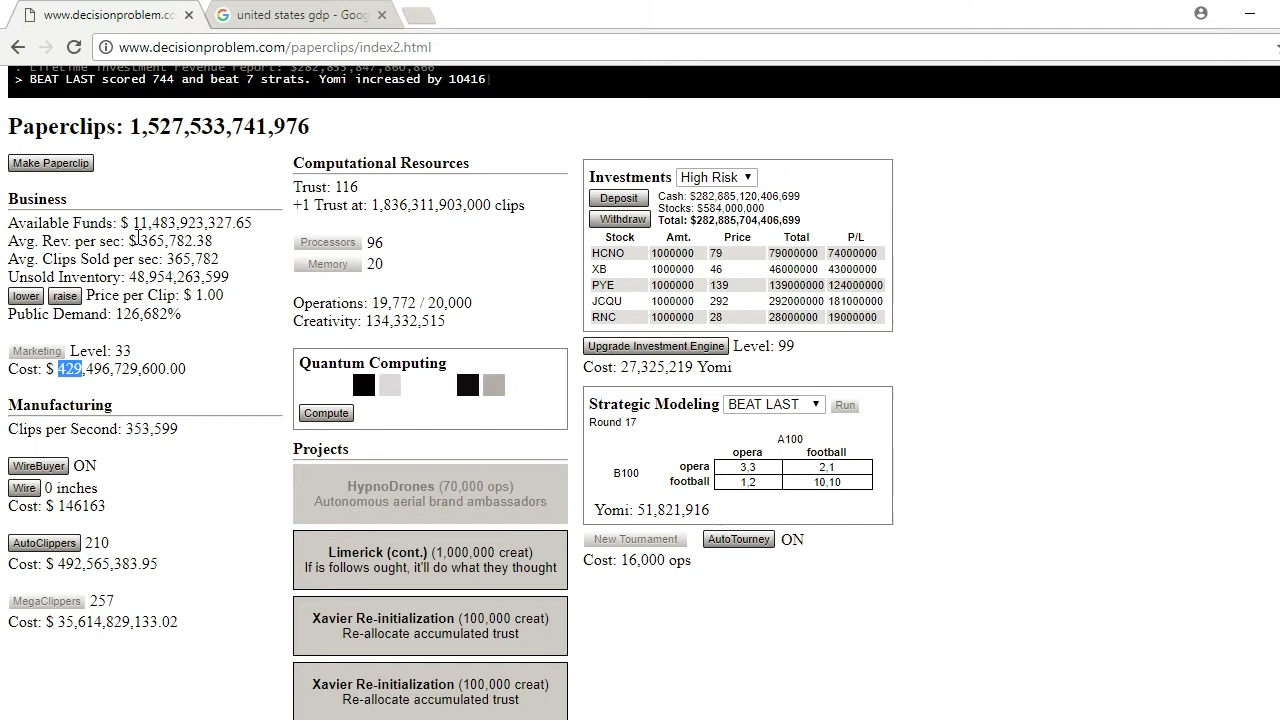 www.decisionproblem.cc
united states gdp - Goog
www.decisionproblem.com/paperclips/index2.html
. Lifetime investment revenue report: $282,855,847,860,866
> BEAT LAST scored 744 and beat 7 strats. Yomi increased by 10416
Paperclips: 1,527,533,741,976
Make Paperclip
Business
Available Funds: $ 11,483,923,327.65
Avg. Rev. per sec: $ 365,782.38
Avg. Clips Sold per sec: 365,782
Unsold Inventory: 48,954,263,599
lower raise Price per Clip: $ 1.00
Public Demand: 126,682%
Marketing Level: 33
Cost: $ 429,496,729,600.00
Manufacturing
Clips per Second: 353,599
WireBuyer ON
Wire 0 inches
Cost: $ 146163
AutoClippers 210
Cost: $ 492,565,383.95
MegaClippers 257
Cost: $ 35,614,829,133.02
Computational Resources
Trust: 116
+1 Trust at: 1,836,311,903,000 clips
Processors 96
Memory 20
Operations: 19,772 / 20,000
Creativity: 134,332,515
Quantum Computing
Compute
Projects
HypnoDrones (70,000 ops)
Autonomous aerial brand ambassadors
Limerick (cont.) (1,000,000 creat)
If is follows ought, it'll do what they thought
Xavier Re-initialization (100,000 creat)
Re-allocate accumulated trust
Xavier Re-initialization (100,000 creat)
Re-allocate accumulated trust
Investments High Risk
Deposit Cash: $282,885,120,406,699
Stocks: $584,000,000
Withdraw Total: $282,885,704,406,699
Stock Amt. Price Total P/L
HCNO 1000000 79 79000000 74000000
XB 1000000 46 46000000 43000000
PYE 1000000 139 139000000 124000000
JCQU 1000000 292 292000000 181000000
RNC 1000000 28 28000000 19000000
Upgrade Investment Engine Level: 99
Cost: 27,325,219 Yomi
Strategic Modeling BEAT LAST Run
Round 17
A100
opera football
B100
opera 3,3 2,1
football 1,2 10,10
Yomi: 51,821,916
New Tournament AutoTourney ON
Cost: 16,000 ops